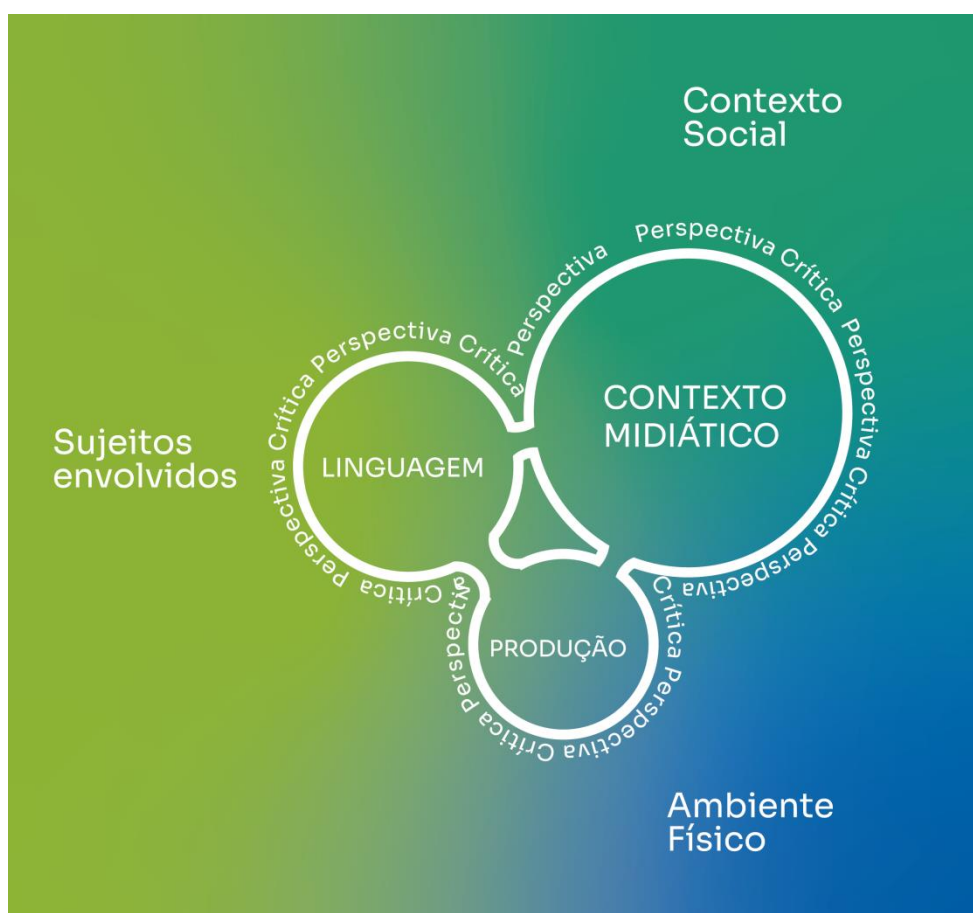 Contexto
Social
Perspectiva
Perspectiva Crítica Perspectiva Crítica Perspectiva
Crítica Perspectiva Crítica Perspectiva
Crítica Perspectiva Crítica Perspectiva Crítica
CONTEXTO
MIDIÁTICO
Sujeitos
envolvidos
LINGUAGEM
PRODUÇÃO
Ambiente
Físico